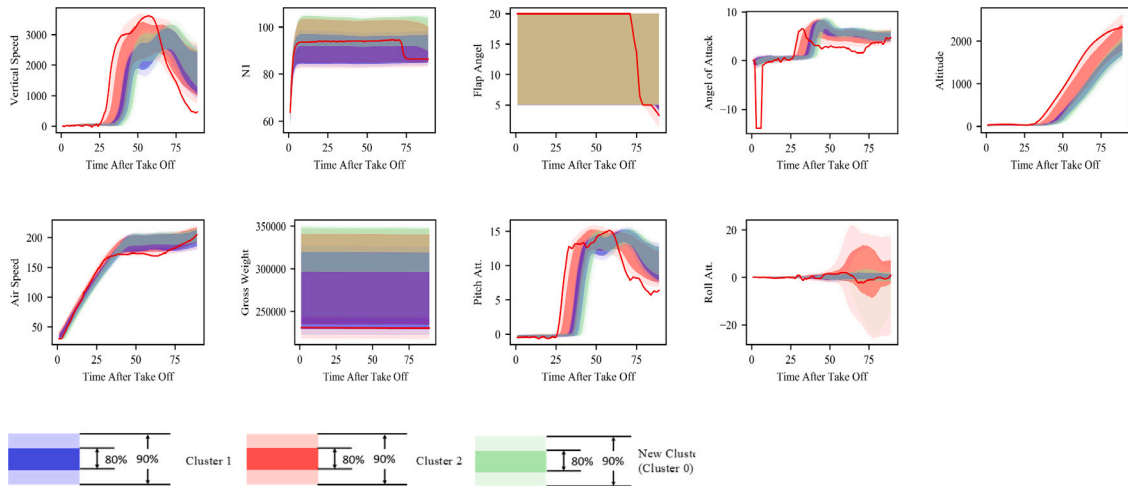 Vertical Speed
3000
2000
1000
0
0 25 50 75
Time After Take Off
N1
100
80
60
0 25 50 75
Time After Take Off
Flap Angel
20
15
10
5
0 25 50 75
Time After Take Off
Angel of Attack
10
5
0
−10
0 25 50 75
Time After Take Off
Altitude
2000
1000
0
0 25 50 75
Time After Take Off
Air Speed
200
150
100
50
0 25 50 75
Time After Take Off
Gross Weight
350000
300000
250000
0 25 50 75
Time After Take Off
Pitch Att.
15
10
5
0
0 25 50 75
Time After Take Off
Roll Att.
20
0
−20
0 25 50 75
Time After Take Off
80% 90% Cluster 1
80% 90% Cluster 2
80% 90% New Cluste
(Cluster 0)